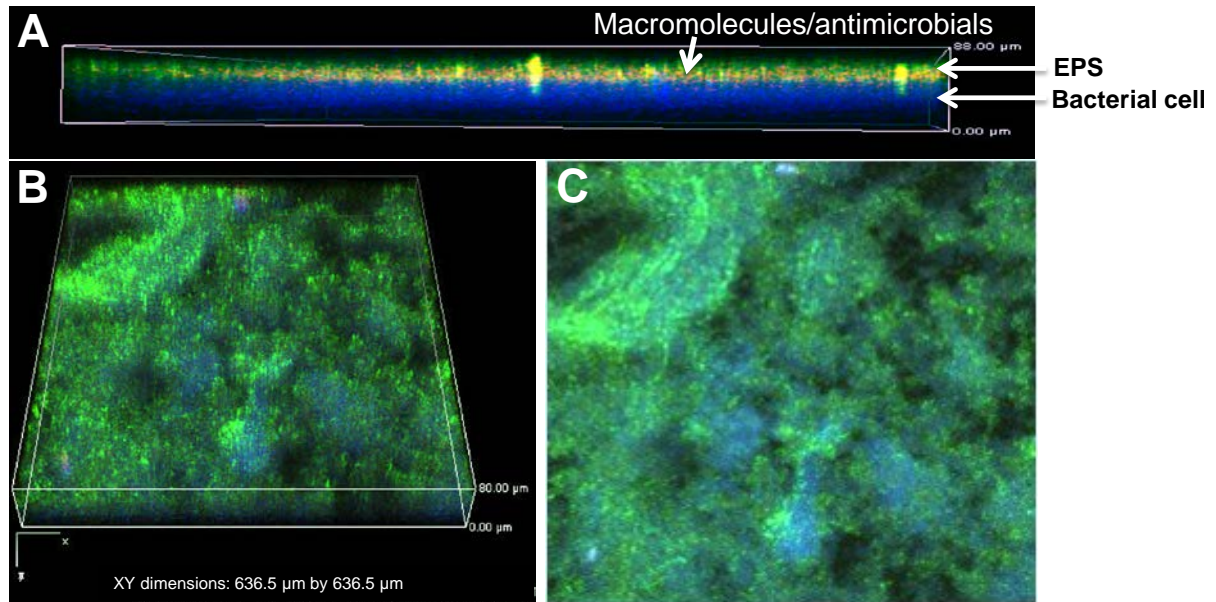 A
Macromolecules/antimicrobials
88.00 µm
EPS
Bacterial cell
0.00 µm
B
C
80.00 µm
0.00 µm
x
XY dimensions: 636.5 µm by 636.5 µm